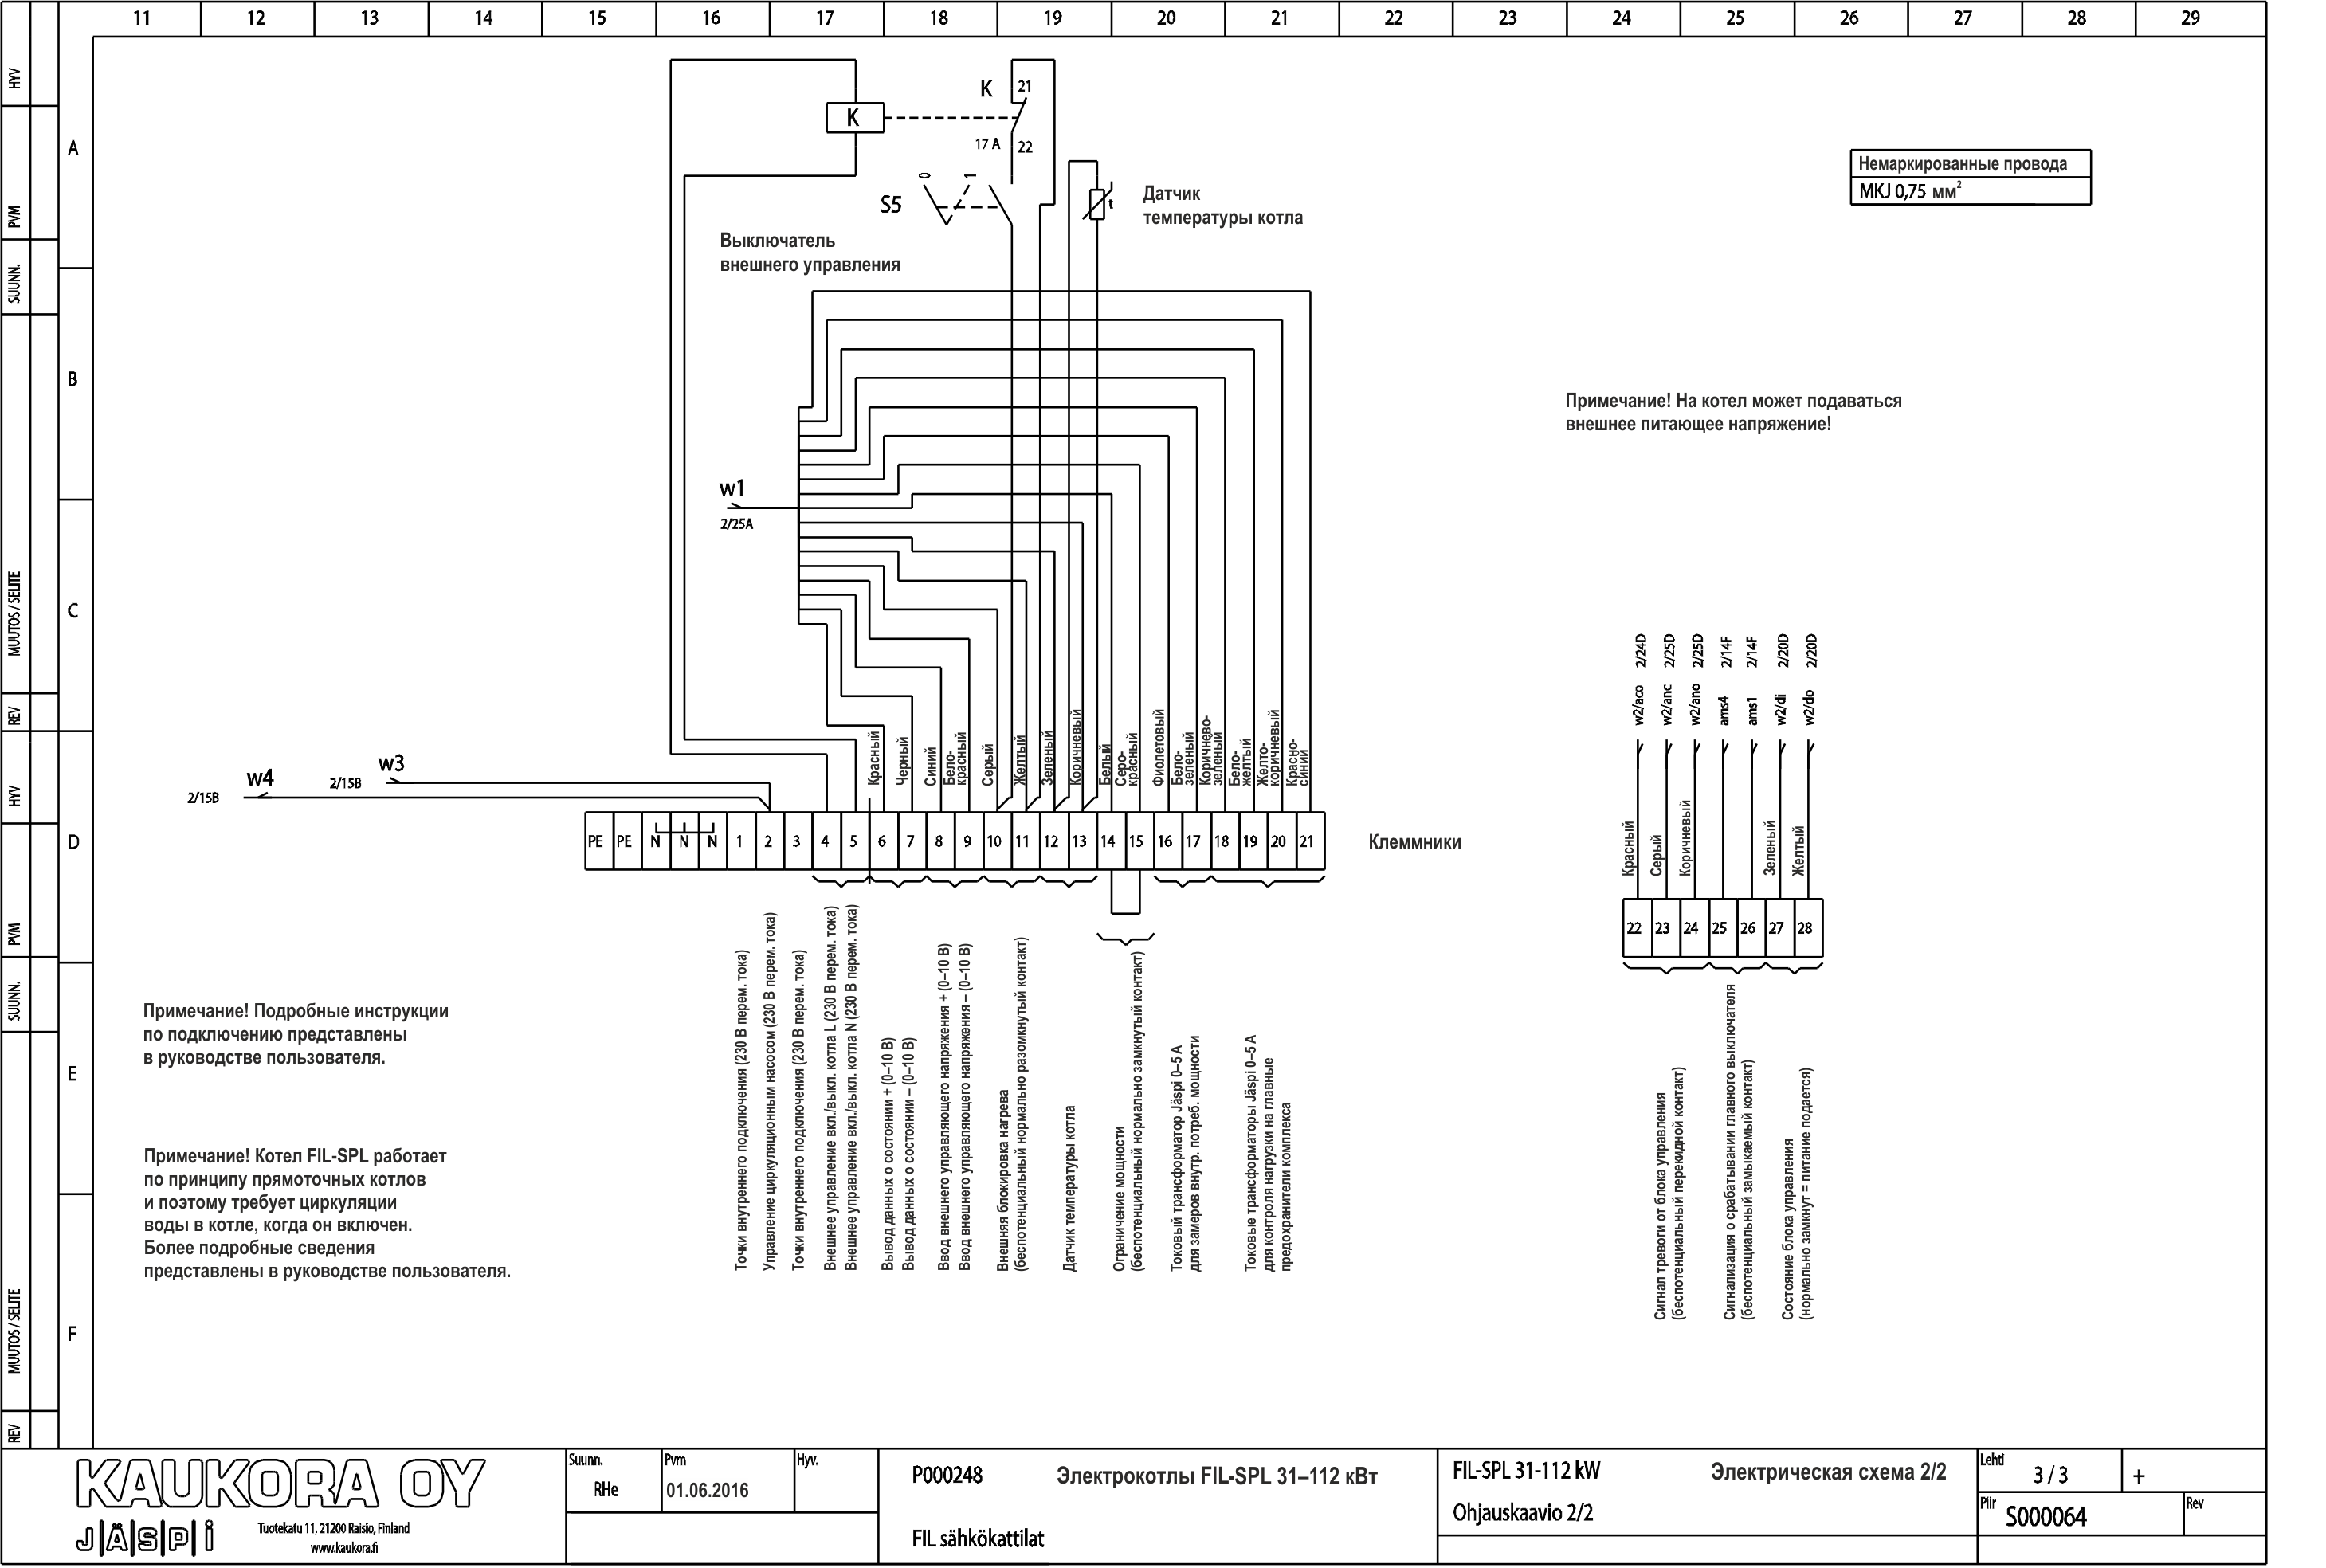 11 12 13 14 15 16 17 18 19 20 21 22 23 24 25 26 27 28 29
HYV
PVM
SUUNN.
MUUTOS / SELITE
REV
HYV
PVM
SUUNN.
MUUTOS / SELITE
REV
A
B
C
D
E
F
K
K
21
17 A
22
0
1
S5
t
Датчик
температуры котла
Выключатель
внешнего управления
Немаркированные провода
MKJ 0,75 мм²
Примечание! На котел может подаваться
внешнее питающее напряжение!
w1
2/25A
w3
2/15B
w4
2/15B
Красный
Черный
Синий
Бело-
красный
Серый
Желтый
Зеленый
Коричневый
Белый
Серо-
красный
Фиолетовый
Бело-
зеленый
Коричнево-
зеленый
Бело-
желтый
Желто-
коричневый
Красно-
синий
PE PE N N N 1 2 3 4 5 6 7 8 9 10 11 12 13 14 15 16 17 18 19 20 21
Клеммники
Точки внутреннего подключения (230 В перем. тока)
Управление циркуляционным насосом (230 В перем. тока)
Точки внутреннего подключения (230 В перем. тока)
Внешнее управление вкл./выкл. котла L (230 В перем. тока)
Внешнее управление вкл./выкл. котла N (230 В перем. тока)
Вывод данных о состоянии + (0–10 В)
Вывод данных о состоянии – (0–10 В)
Ввод внешнего управляющего напряжения + (0–10 В)
Ввод внешнего управляющего напряжения – (0–10 В)
Внешняя блокировка нагрева
(беспотенциальный нормально разомкнутый контакт)
Датчик температуры котла
Ограничение мощности
(беспотенциальный нормально замкнутый контакт)
Токовый трансформатор Jäspi 0–5 А
для замеров внутр. потреб. мощности
Токовые трансформаторы Jäspi 0–5 А
для контроля нагрузки на главные
предохранители комплекса
w2/aco 2/24D
w2/anc 2/25D
w2/ano 2/25D
ams4 2/14F
ams1 2/14F
w2/di 2/20D
w2/do 2/20D
Красный
Серый
Коричневый
Зеленый
Желтый
22 23 24 25 26 27 28
Сигнал тревоги от блока управления
(беспотенциальный перекидной контакт)
Сигнализация о срабатывании главного выключателя
(беспотенциальный замыкаемый контакт)
Состояние блока управления
(нормально замкнут = питание подается)
Примечание! Подробные инструкции
по подключению представлены
в руководстве пользователя.
Примечание! Котел FIL-SPL работает
по принципу прямоточных котлов
и поэтому требует циркуляции
воды в котле, когда он включен.
Более подробные сведения
представлены в руководстве пользователя.
KAUKORA OY
JÄSPI
Tuotekatu 11, 21200 Raisio, Finland
www.kaukora.fi
Suunn.
RHe
Pvm
01.06.2016
Hyv.
P000248
Электрокотлы FIL-SPL 31–112 кВт
FIL sähkökattilat
FIL-SPL 31-112 kW
Электрическая схема 2/2
Ohjauskaavio 2/2
Lehti
3 / 3
+
Piir
S000064
Rev